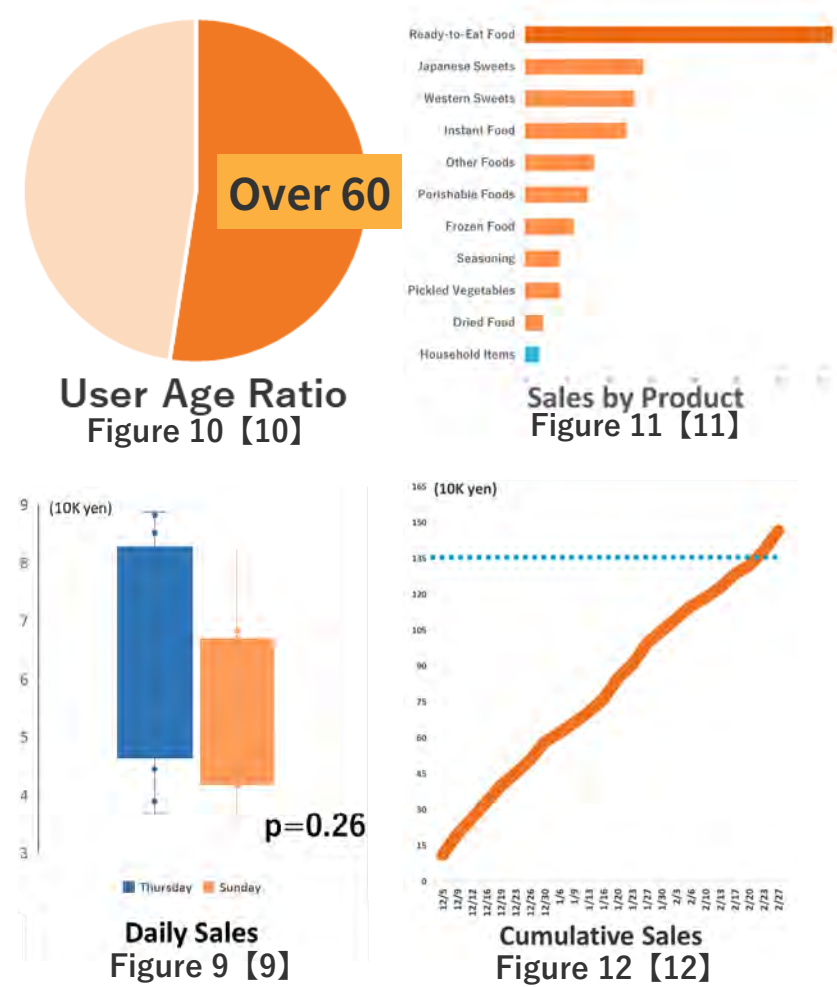 Over 60
User Age Ratio
Figure 10【10】
Ready-to-Eat Food
Japanese Sweets
Western Sweets
Instant Food
Other Foods
Perishable Foods
Frozen Food
Seasoning
Pickled Vegetables
Dried Food
Household Items
Sales by Product
Figure 11【11】
(10K yen)
9
8
7
6
5
4
3
p=0.26
Thursday Sunday
Daily Sales
Figure 9【9】
(10K yen)
165
150
135
120
105
90
75
60
45
30
15
0
12/5 12/9 12/12 12/16 12/19 12/23 12/26 12/30 1/6 1/9 1/13 1/16 1/20 1/23 1/27 1/30 2/3 2/6 2/10 2/13 2/17 2/20 2/23 2/27
Cumulative Sales
Figure 12【12】